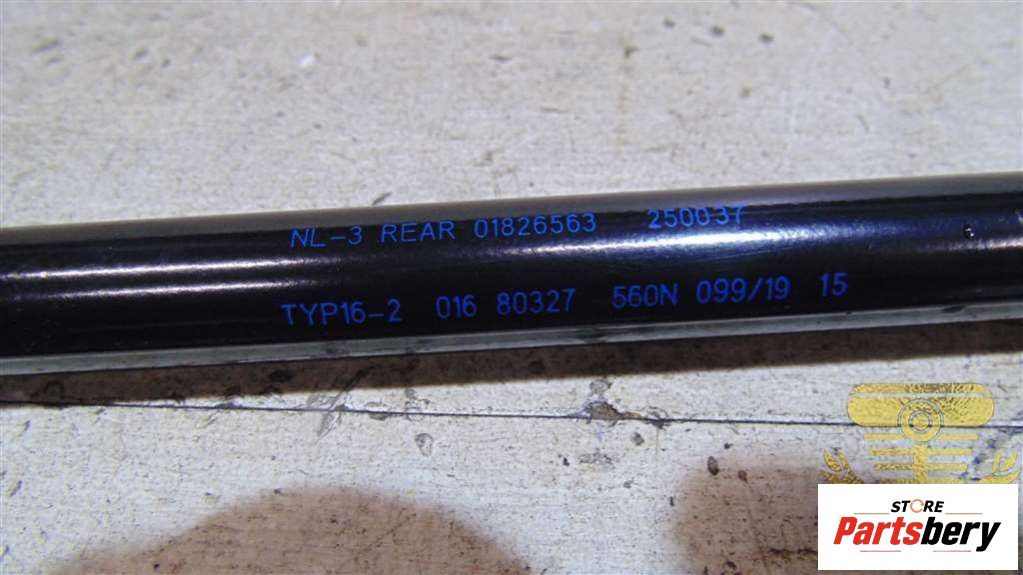 NL-3 REAR 01826563 250037
TYP16-2 016 80327 560N 099/19 15
STORE
Partsbery